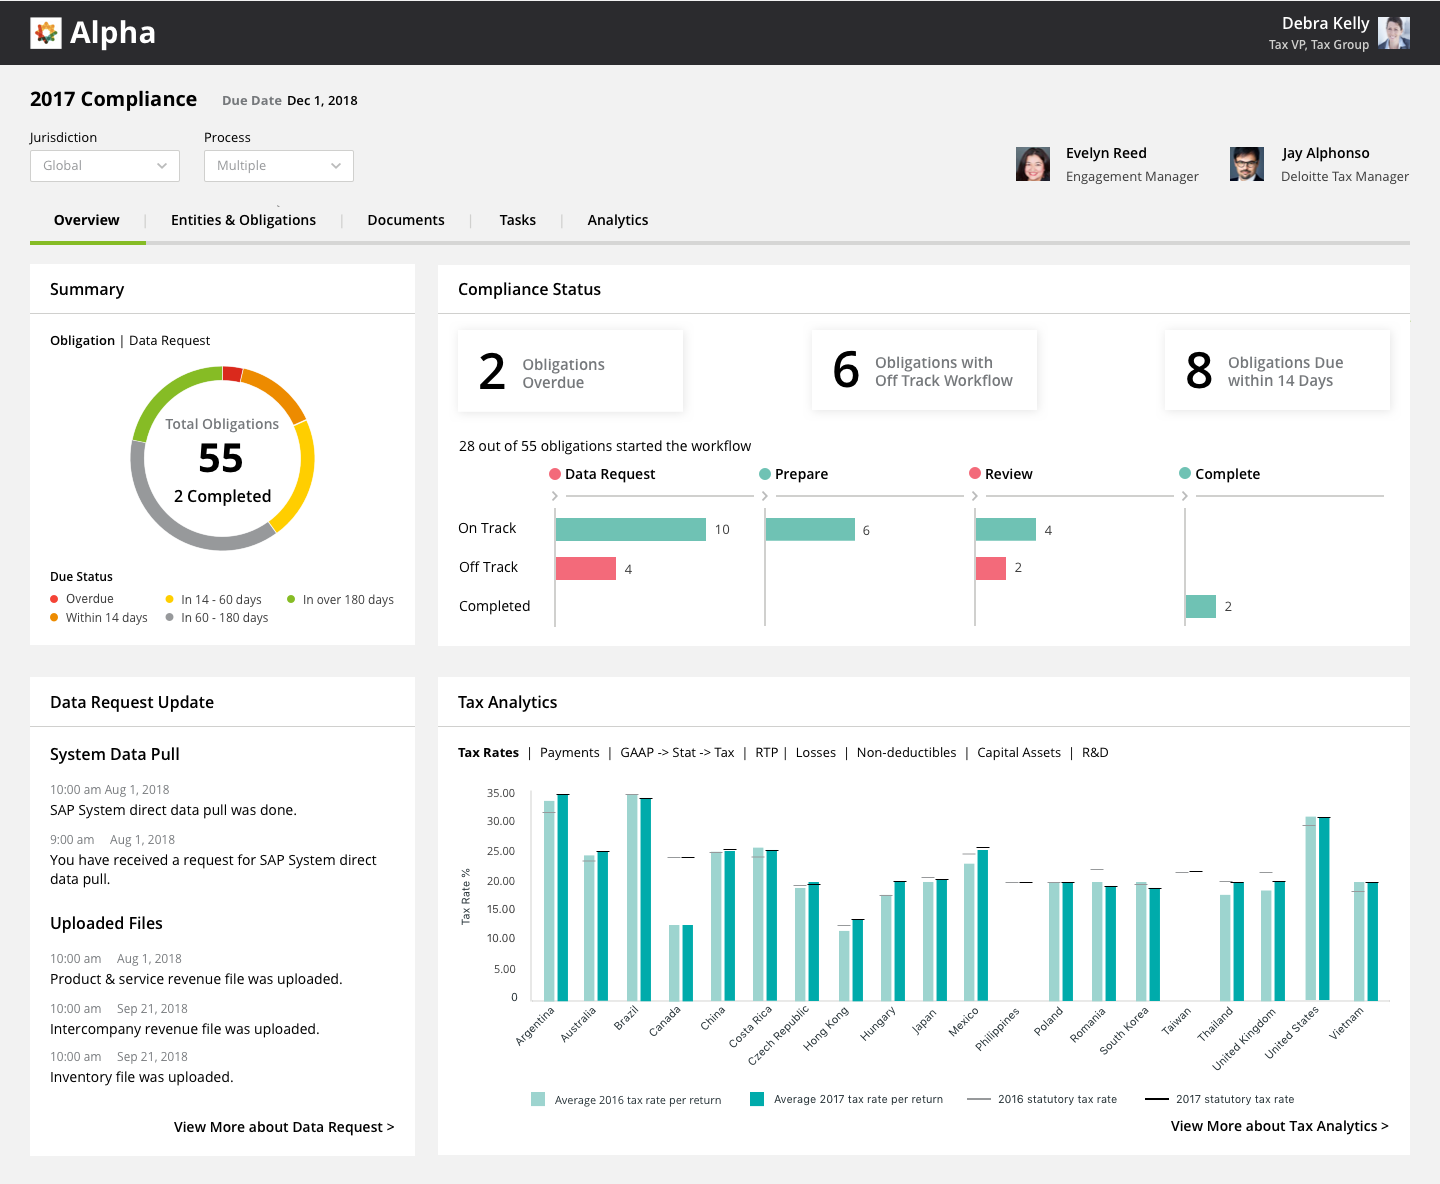 Alpha
Debra Kelly
Tax VP, Tax Group
2017 Compliance Due Date Dec 1, 2018
Jurisdiction
Global
Process
Multiple
Evelyn Reed
Engagement Manager
Jay Alphonso
Deloitte Tax Manager
Overview | Entities & Obligations | Documents | Tasks | Analytics
Summary
Obligation | Data Request
Total Obligations
55
2 Completed
Due Status
Overdue
In 14 - 60 days
In over 180 days
Within 14 days
In 60 - 180 days
Compliance Status
2
Obligations
Overdue
6
Obligations with
Off Track Workflow
8
Obligations Due
within 14 Days
28 out of 55 obligations started the workflow
Data Request
Prepare
Review
Complete
On Track 10 6 4
Off Track 4 2
Completed 2
Data Request Update
System Data Pull
10:00 am Aug 1, 2018
SAP System direct data pull was done.
9:00 am Aug 1, 2018
You have received a request for SAP System direct
data pull.
Uploaded Files
10:00 am Aug 1, 2018
Product & service revenue file was uploaded.
10:00 am Sep 21, 2018
Intercompany revenue file was uploaded.
10:00 am Sep 21, 2018
Inventory file was uploaded.
View More about Data Request >
Tax Analytics
Tax Rates | Payments | GAAP -> Stat -> Tax | RTP | Losses | Non-deductibles | Capital Assets | R&D
Tax Rate %
35.00
30.00
25.00
20.00
15.00
10.00
5.00
0
Argentina
Australia
Brazil
Canada
China
Costa Rica
Czech Republic
Hong Kong
Hungary
Japan
Mexico
Philippines
Poland
Romania
South Korea
Taiwan
Thailand
United Kingdom
United States
Vietnam
Average 2016 tax rate per return
Average 2017 tax rate per return
2016 statutory tax rate
2017 statutory tax rate
View More about Tax Analytics >